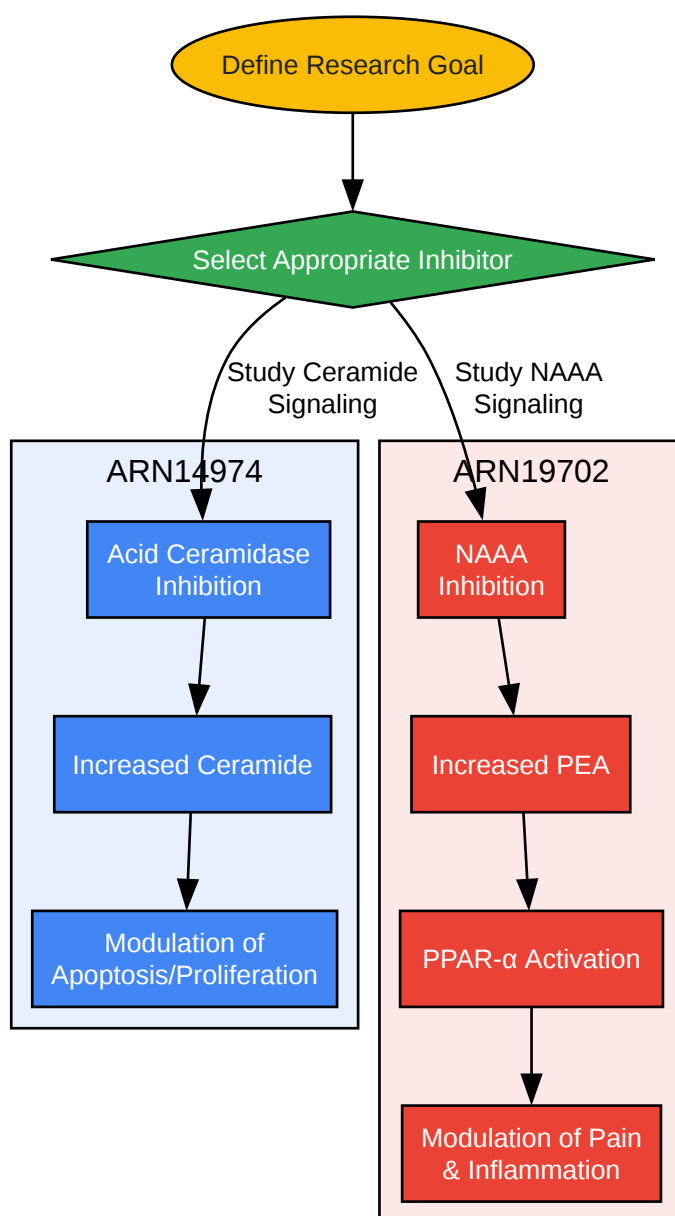 Define Research Goal
Select Appropriate Inhibitor
Study Ceramide
Signaling
Study NAAA
Signaling
ARN14974
Acid Ceramidase
Inhibition
Increased Ceramide
Modulation of
Apoptosis/Proliferation
ARN19702
NAAA
Inhibition
Increased PEA
PPAR-α Activation
Modulation of Pain
& Inflammation